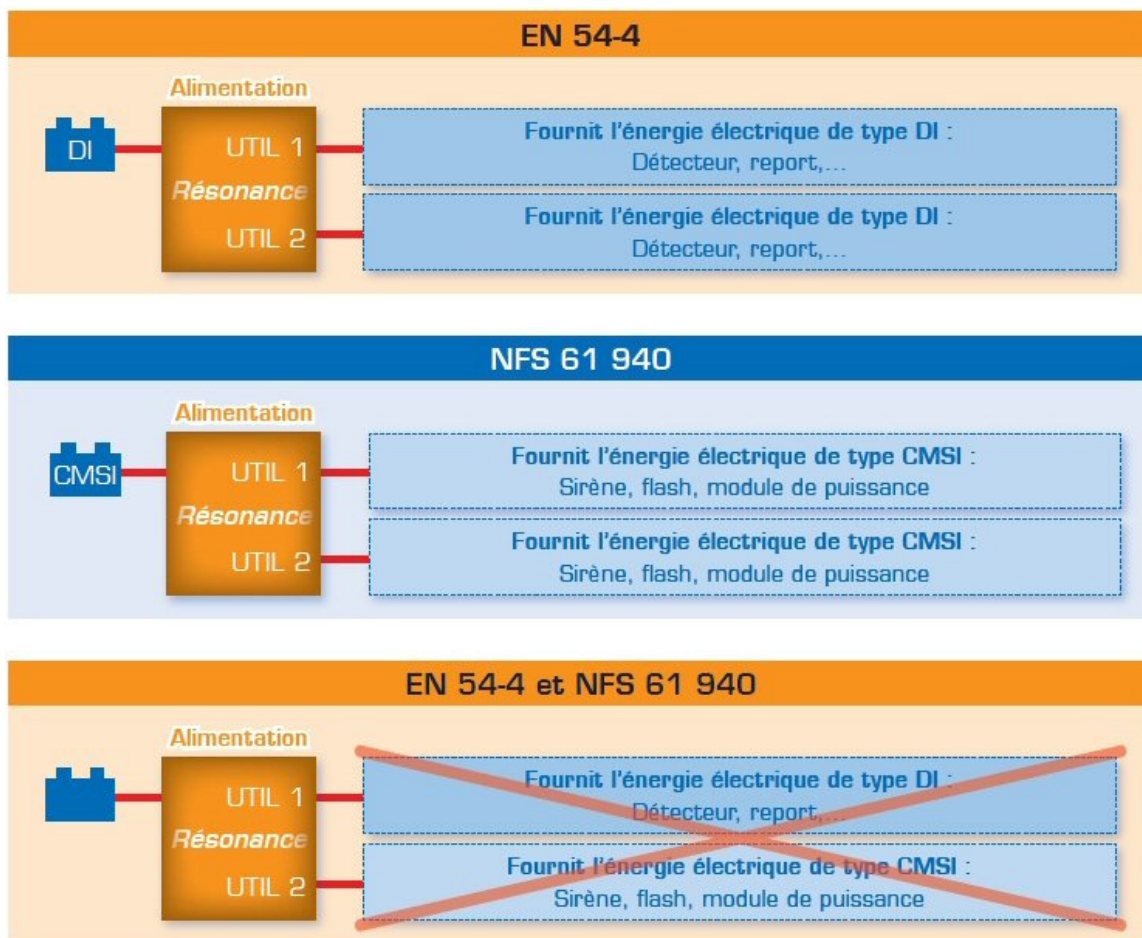 EN 54-4
Alimentation
DI
UTIL 1
Résonance
UTIL 2
Fournit l'énergie électrique de type DI :
Détecteur, report,...
Fournit l'énergie électrique de type DI :
Détecteur, report,...
NFS 61 940
Alimentation
CMSI
UTIL 1
Résonance
UTIL 2
Fournit l'énergie électrique de type CMSI :
Sirène, flash, module de puissance
Fournit l'énergie électrique de type CMSI :
Sirène, flash, module de puissance
EN 54-4 et NFS 61 940
Alimentation
UTIL 1
Résonance
UTIL 2
Fournit l'énergie électrique de type DI :
Détecteur, report,...
Fournit l'énergie électrique de type CMSI :
Sirène, flash, module de puissance